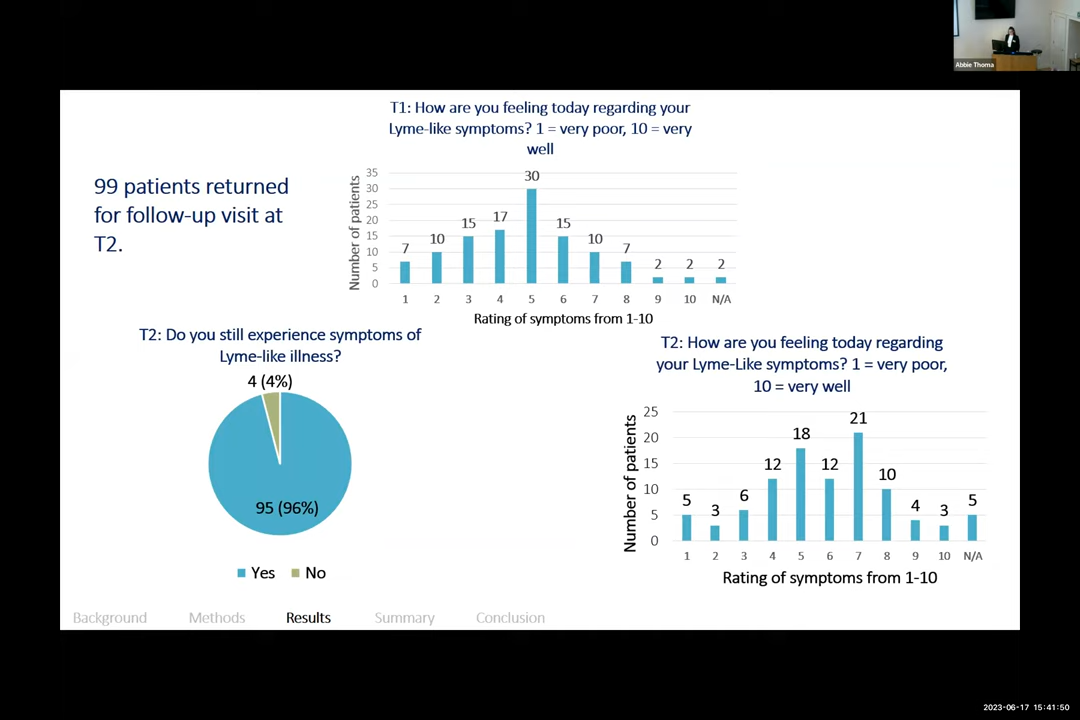 Abbie Thoma
T1: How are you feeling today regarding your
Lyme-like symptoms? 1 = very poor, 10 = very
well
99 patients returned
for follow-up visit at
T2.
Number of patients
35
30
25
20
15
10
5
0
7
10
15
17
30
15
10
7
2
2
2
1 2 3 4 5 6 7 8 9 10 N/A
Rating of symptoms from 1-10
T2: Do you still experience symptoms of
Lyme-like illness?
4 (4%)
95 (96%)
Yes No
T2: How are you feeling today regarding
your Lyme-Like symptoms? 1 = very poor,
10 = very well
Number of patients
25
20
15
10
5
0
5
3
6
12
18
12
21
10
4
3
5
1 2 3 4 5 6 7 8 9 10 N/A
Rating of symptoms from 1-10
Background Methods Results Summary Conclusion
2023-06-17 15:41:50